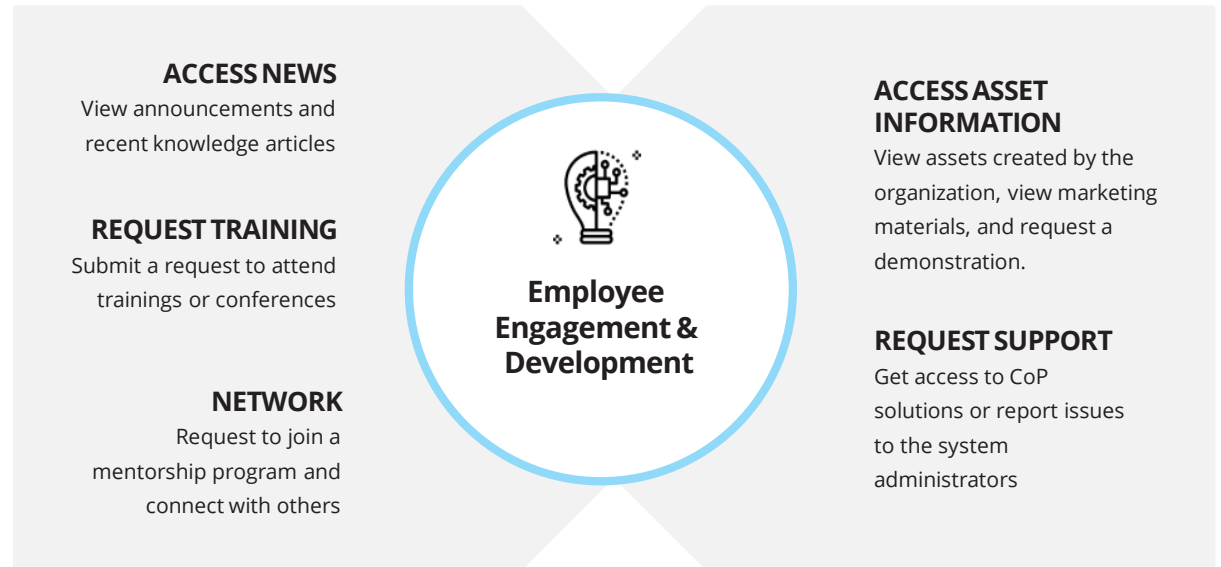 ACCESS NEWS
View announcements and
recent knowledge articles
REQUEST TRAINING
Submit a request to attend
trainings or conferences
NETWORK
Request to join a
mentorship program and
connect with others
Employee
Engagement &
Development
ACCESS ASSET
INFORMATION
View assets created by the
organization, view marketing
materials, and request a
demonstration.
REQUEST SUPPORT
Get access to CoP
solutions or report issues
to the system
administrators